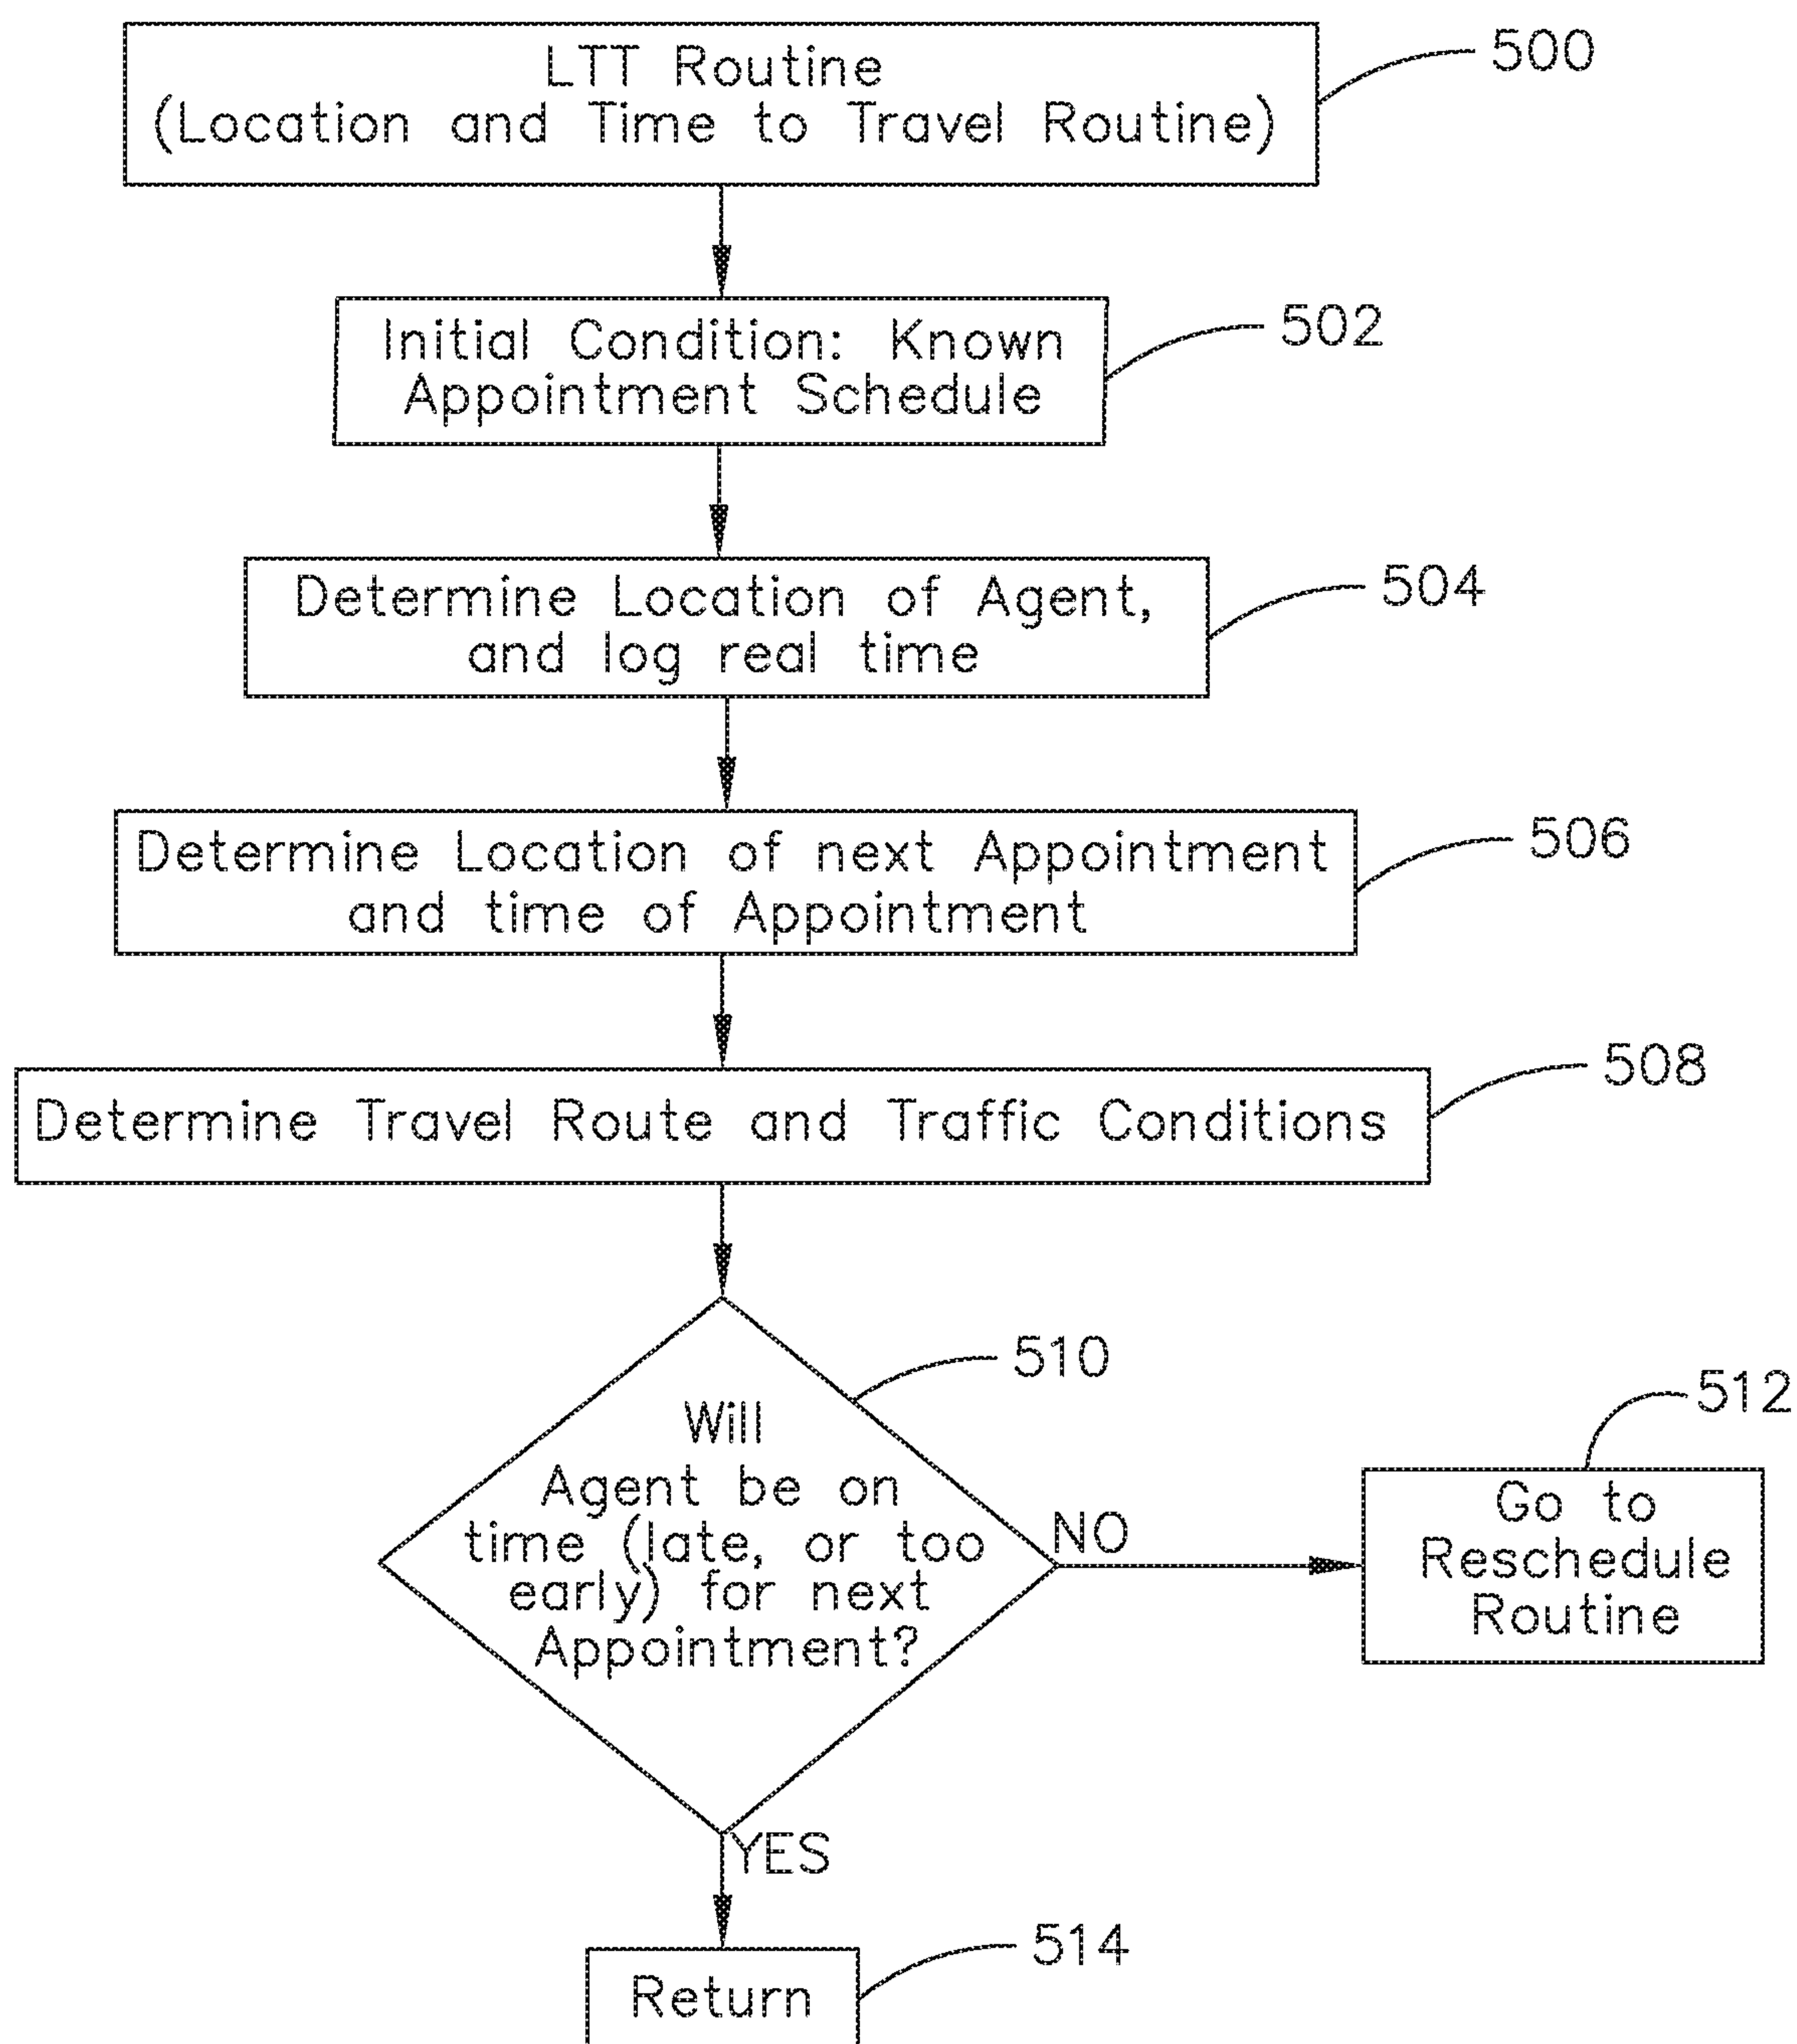 LTT Routine
(Location and Time to Travel Routine)
500
Initial Condition: Known
Appointment Schedule
502
Determine Location of Agent,
and log real time
504
Determine Location of next Appointment
and time of Appointment
506
Determine Travel Route and Traffic Conditions
508
Will
Agent be on
time (late, or too
early) for next
Appointment?
510
NO
512
Go to
Reschedule
Routine
YES
Return
514